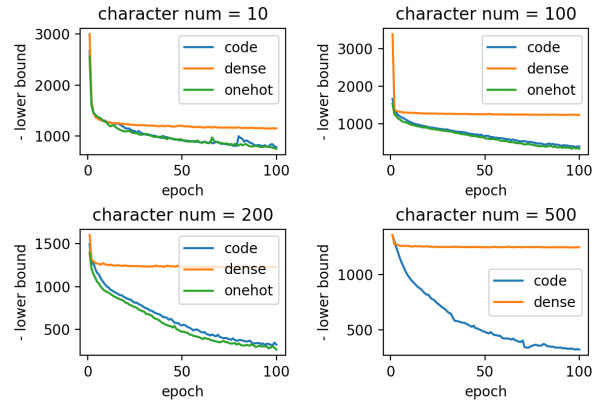 character num = 10
- lower bound
3000
2000
1000
code
dense
onehot
0
50
100
epoch
character num = 100
- lower bound
3000
2000
1000
code
dense
onehot
0
50
100
epoch
character num = 200
- lower bound
1500
1000
500
code
dense
onehot
0
50
100
epoch
character num = 500
- lower bound
1000
500
code
dense
0
50
100
epoch